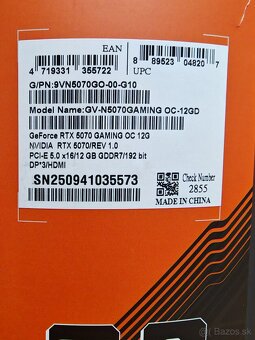 EAN
4 719331 355722
8 89523 04820 7
UPC
G/PN:9VN5070GO-00-G10
Model Name:GV-N5070GAMING OC-12GD
GeForce RTX 5070 GAMING OC 12G
NVIDIA RTX 5070/REV 1.0
PCI-E 5.0 x16/12 GB GDDR7/192 bit
DP*3/HDMI
SN250941035573
Check Number
2855
MADE IN CHINA
bazos.sk